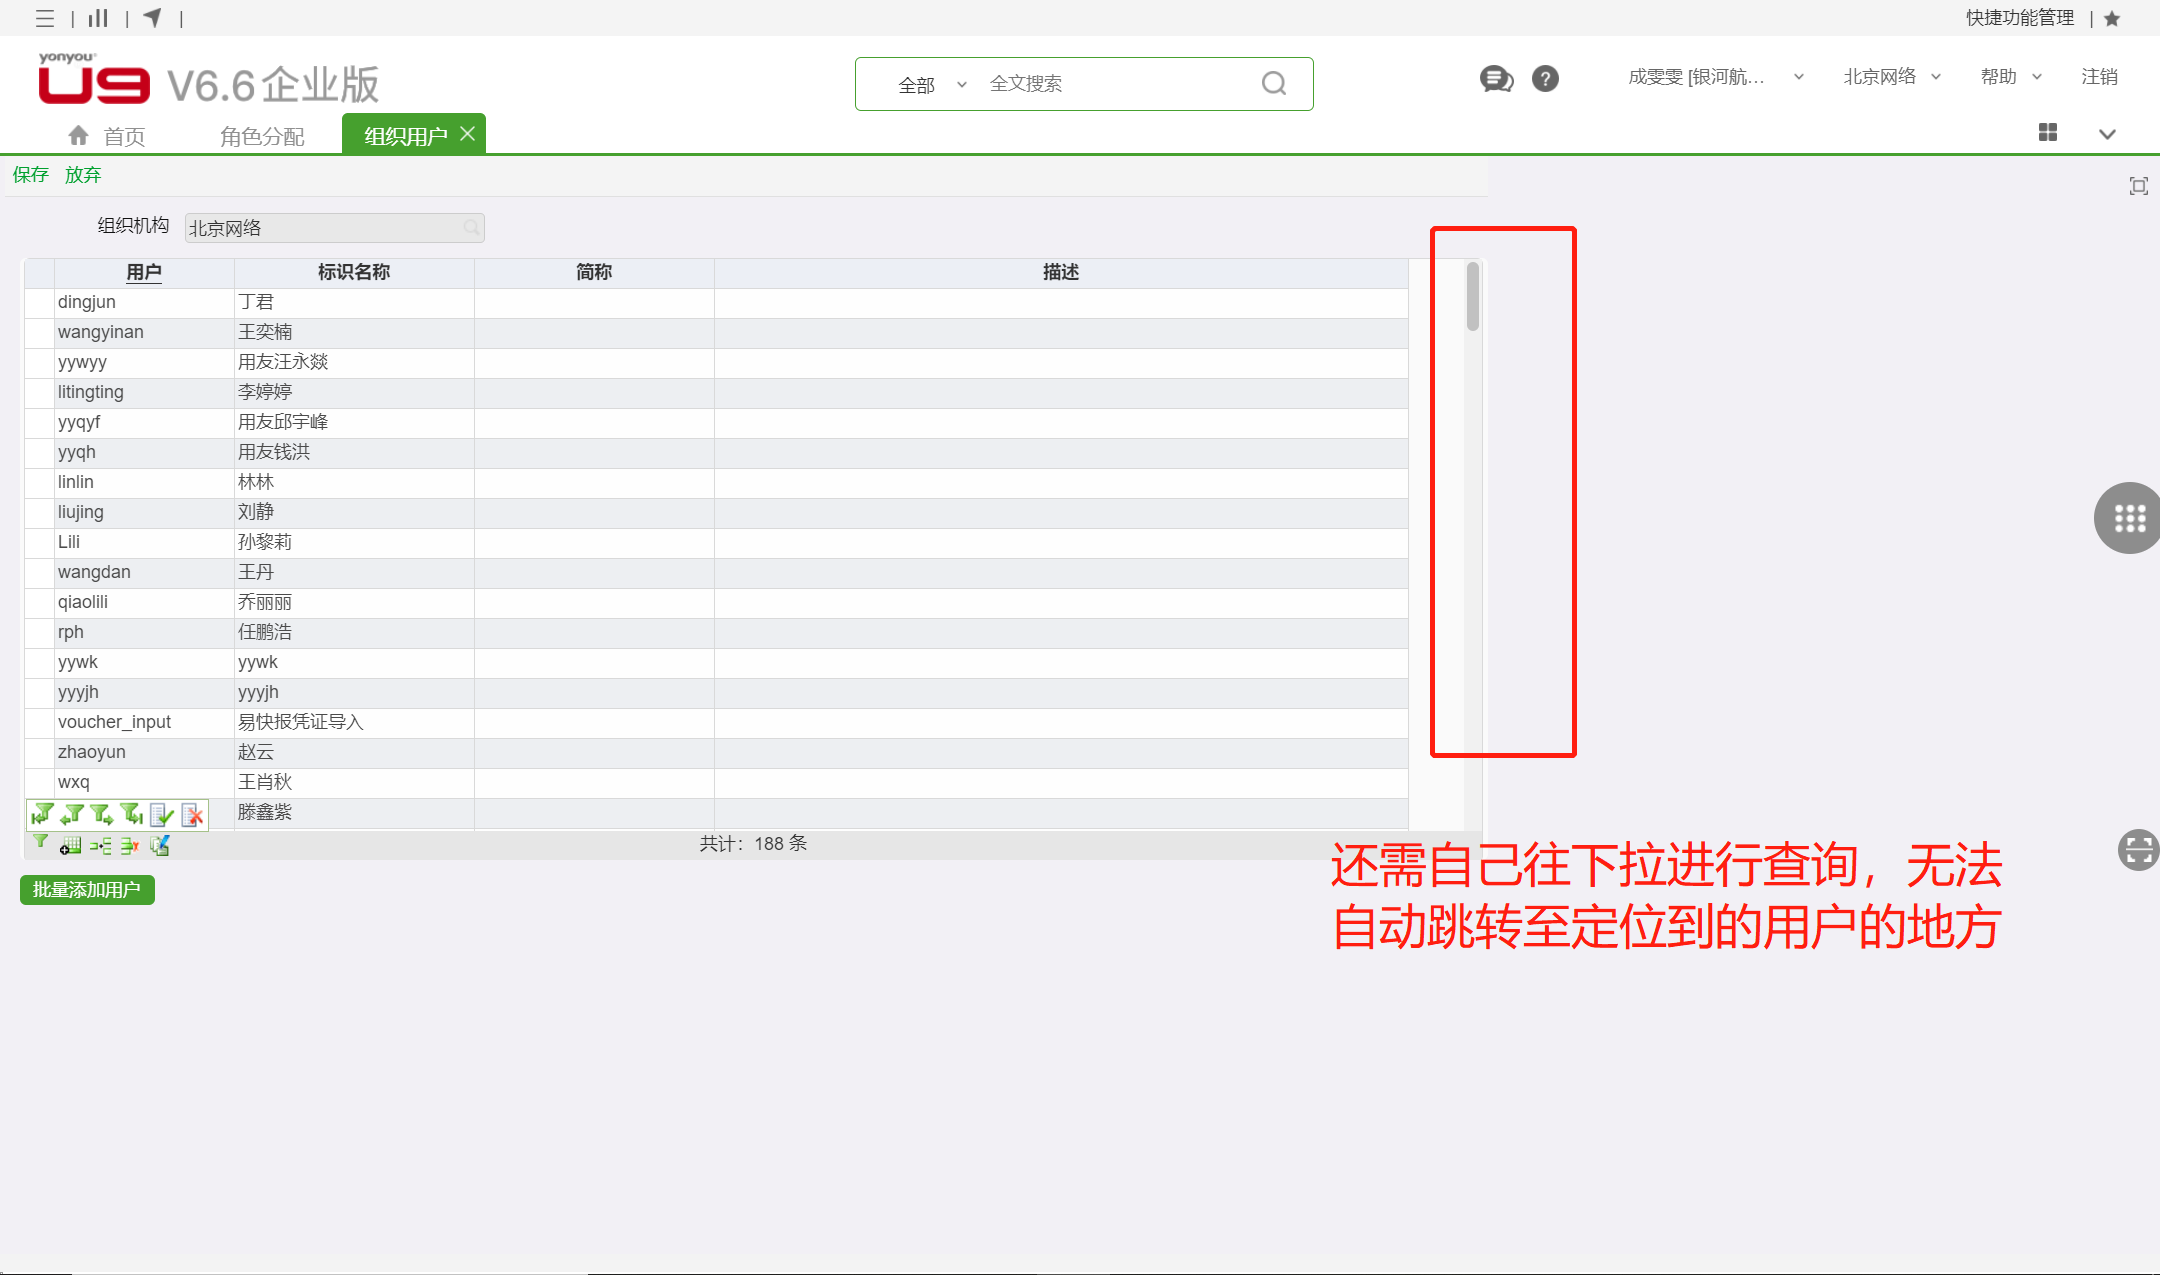 快捷功能管理
yonyou
U9 V6.6企业版
全部 全文搜索
成雯雯 [银河航... 北京网络 帮助 注销
首页 角色分配 组织用户
保存 放弃
组织机构 北京网络
用户 标识名称 简称 描述
dingjun 丁君
wangyinan 王奕楠
yywyy 用友汪永燚
litingting 李婷婷
yyqyf 用友邱宇峰
yyqh 用友钱洪
linlin 林林
liujing 刘静
Lili 孙黎莉
wangdan 王丹
qiaolili 乔丽丽
rph 任鹏浩
yywk yywk
yyyjh yyyjh
voucher_input 易快报凭证导入
zhaoyun 赵云
wxq 王肖秋
滕鑫紫
共计：188 条
还需自己往下拉进行查询，无法
自动跳转至定位到的用户的地方
批量添加用户